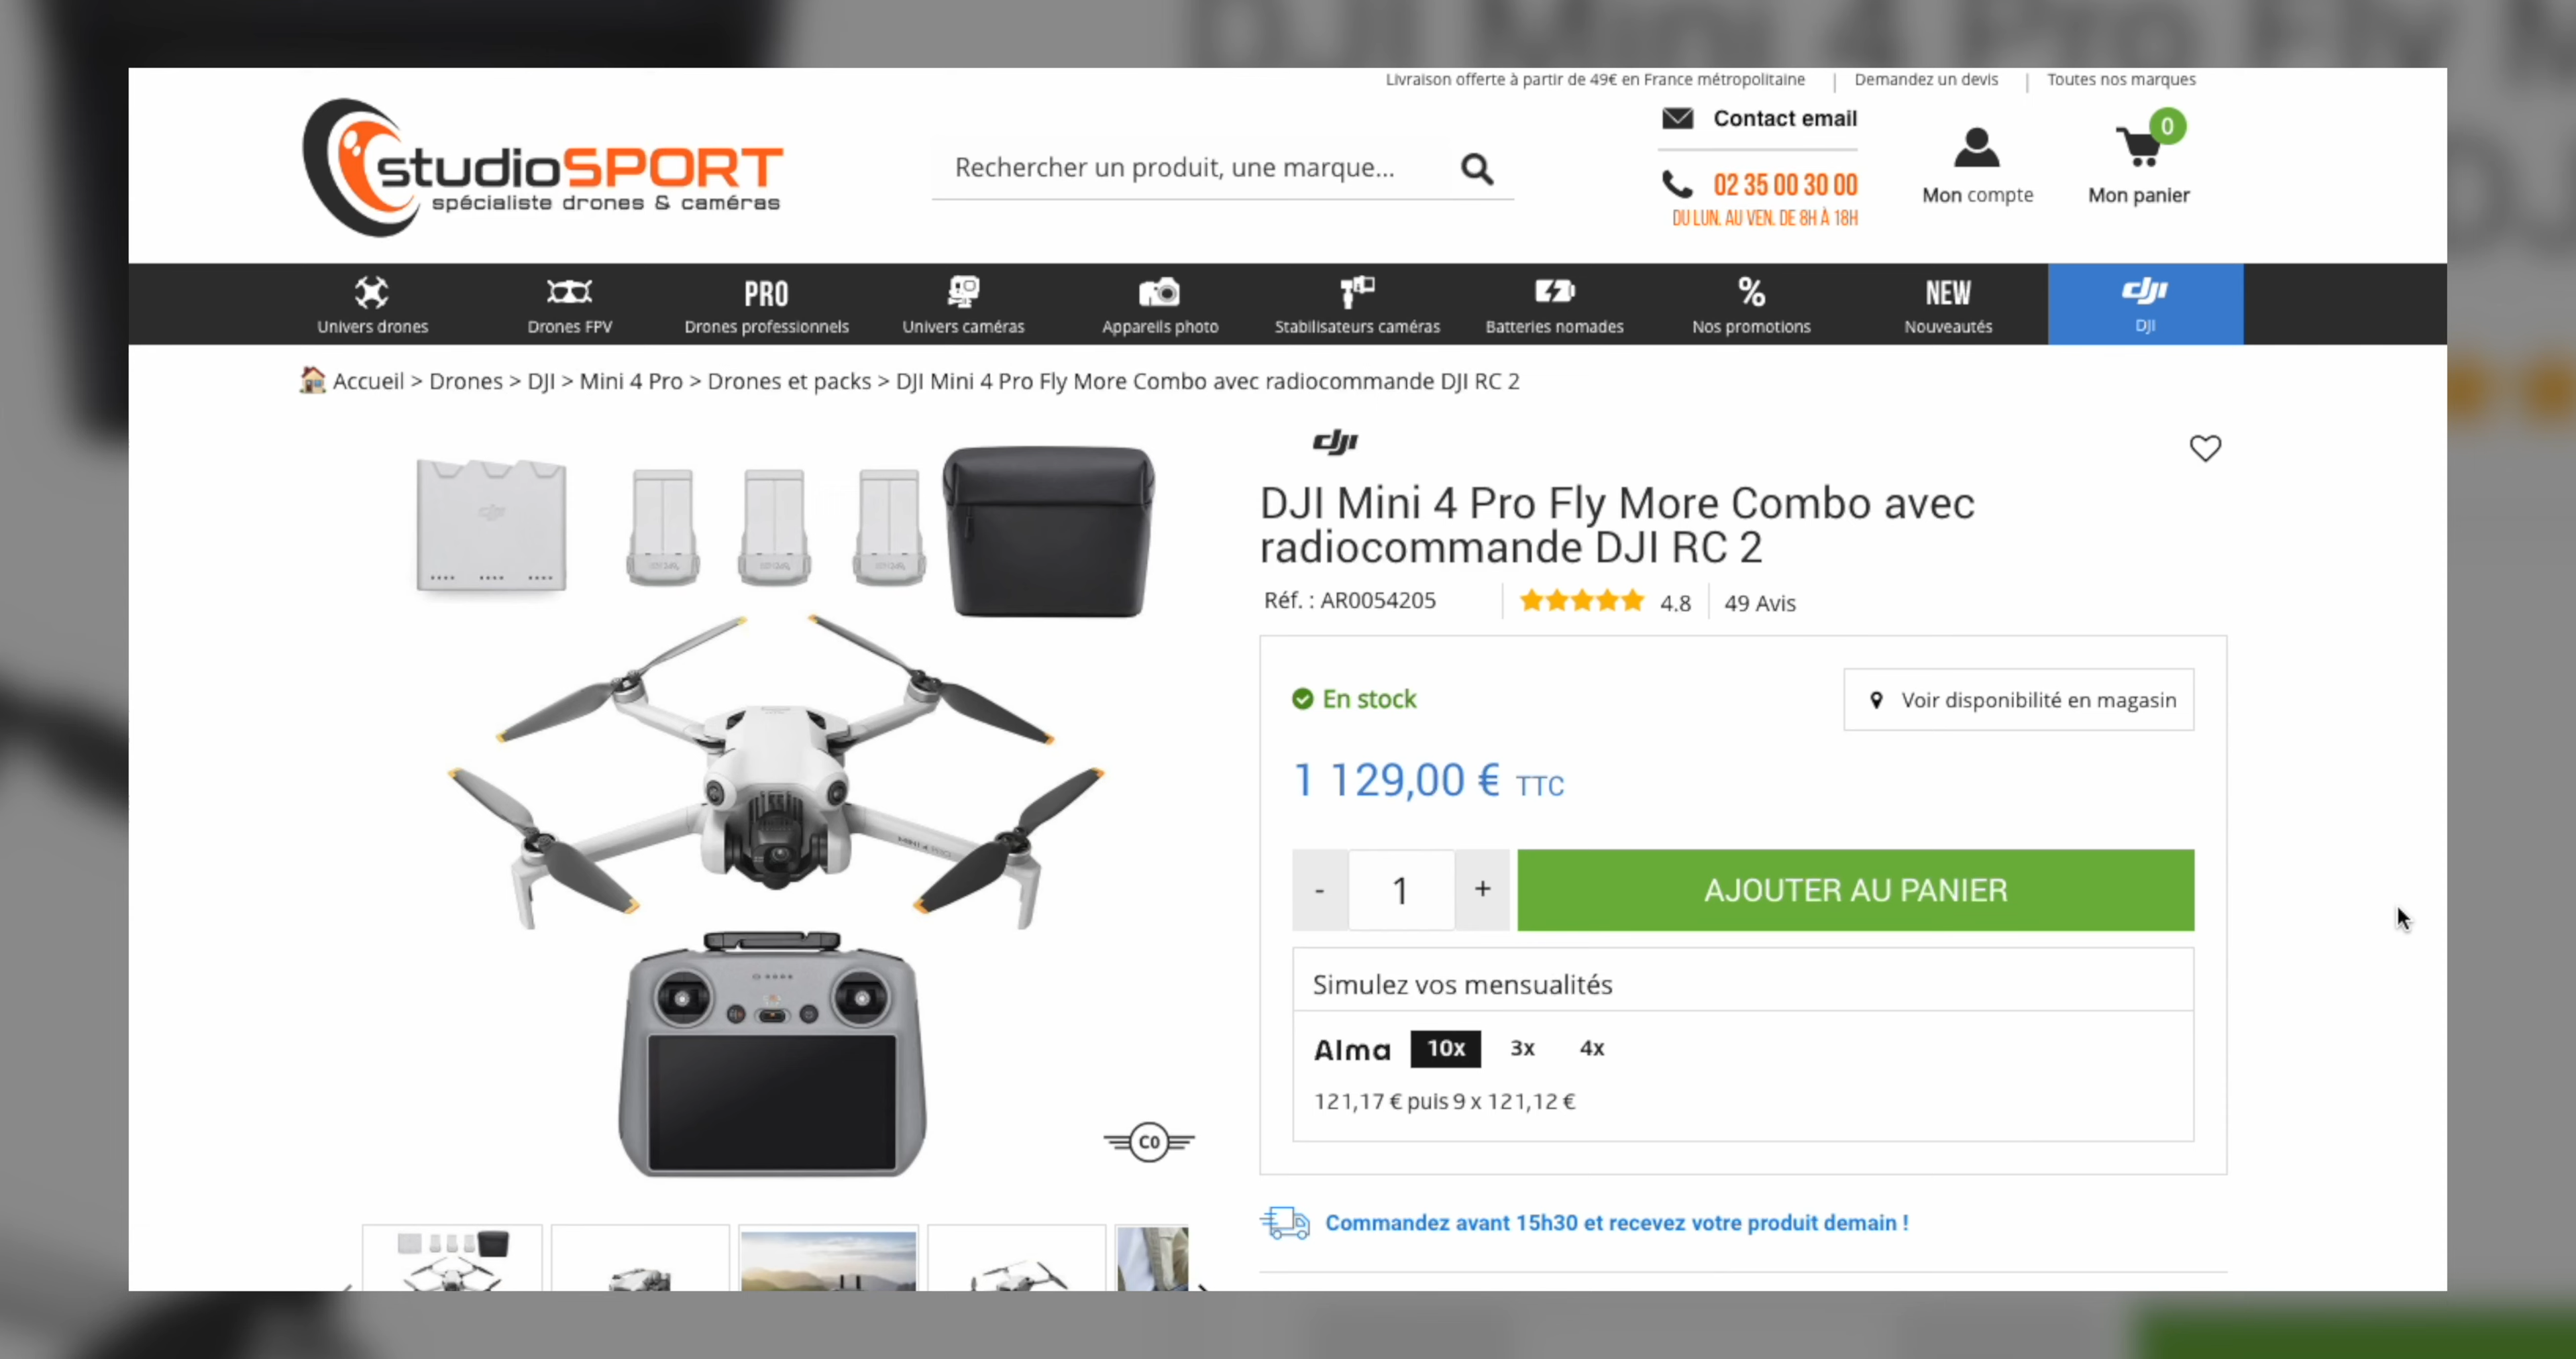 Livraison offerte à partir de 49€ en France métropolitaine | Demandez un devis | Toutes nos marques
studioSPORT
spécialiste drones & caméras
Rechercher un produit, une marque...
Contact email
02 35 00 30 00
DU LUN. AU VEN. DE 8H À 18H
Mon compte
0
Mon panier
Univers drones
Drones FPV
PRO
Drones professionnels
Univers caméras
Appareils photo
Stabilisateurs caméras
Batteries nomades
%
Nos promotions
NEW
Nouveautés
dji
DJI
Accueil > Drones > DJI > Mini 4 Pro > Drones et packs > DJI Mini 4 Pro Fly More Combo avec radiocommande DJI RC 2
dji
DJI Mini 4 Pro Fly More Combo avec
radiocommande DJI RC 2
Réf. : AR0054205
4.8
49 Avis
En stock
Voir disponibilité en magasin
1 129,00 € TTC
- 1 +
AJOUTER AU PANIER
Simulez vos mensualités
Alma 10x 3x 4x
121,17 € puis 9 x 121,12 €
MINI 4 PRO
C0
Commandez avant 15h30 et recevez votre produit demain !